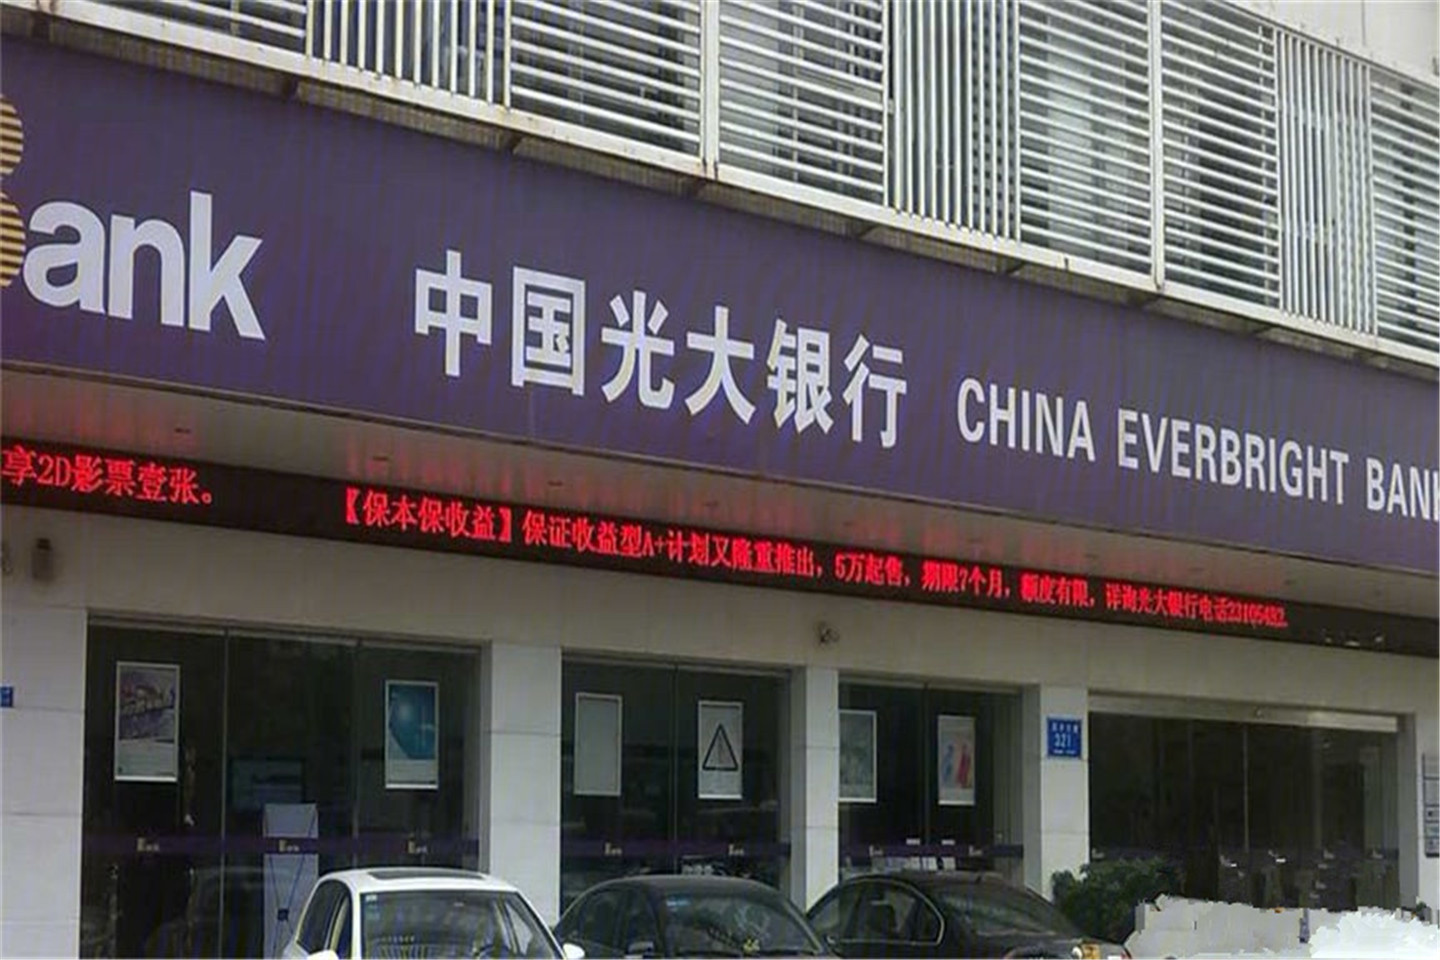 Bank 中国光大银行 CHINA EVERBRIGHT BANK
享2D影票壹张。 【保本保收益】保证收益型A+计划又隆重推出，5万起售，期限7个月，额度有限，详询光大银行电话23105482.
321